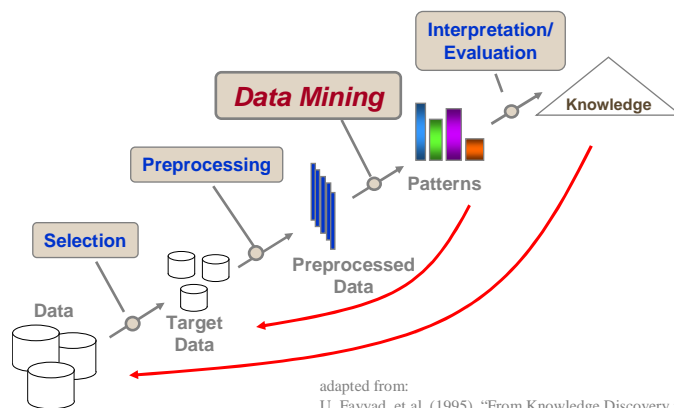 Interpretation/
Evaluation
Data Mining
Knowledge
Preprocessing
Patterns
Selection
Preprocessed
Data
Data
Target
Data
adapted from:
U. Fayyad, et al. (1995), “From Knowledge Discovery